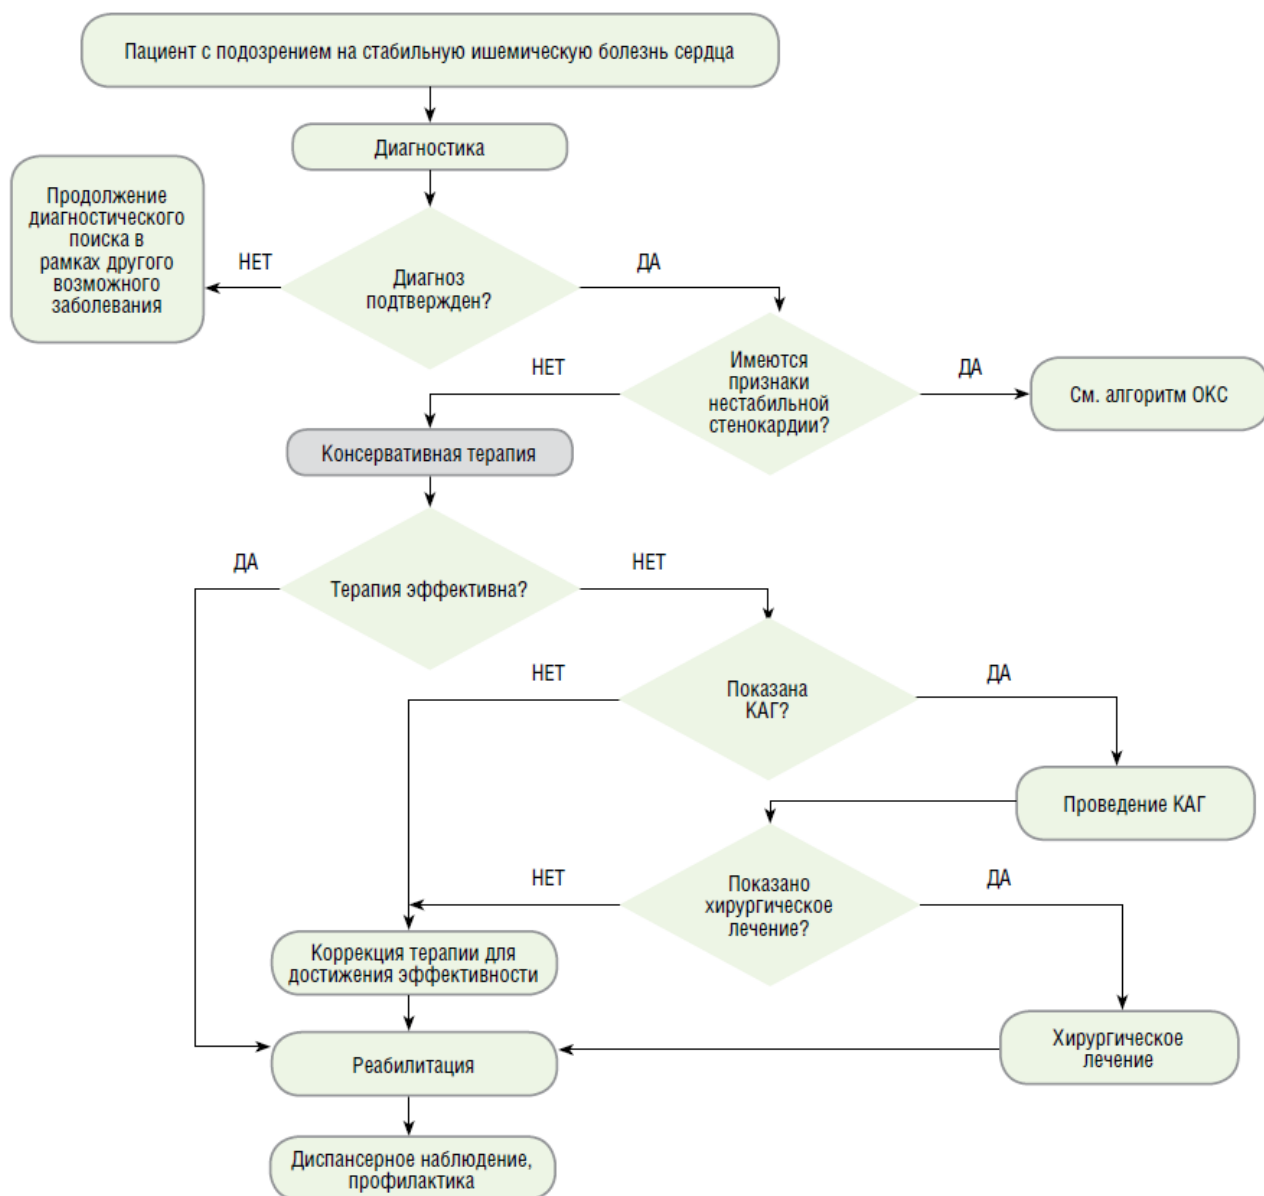 Пациент с подозрением на стабильную ишемическую болезнь сердца
Диагностика
Продолжение
диагностического
поиска в
рамках другого
возможного
заболевания
НЕТ
Диагноз
подтвержден?
ДА
НЕТ
Имеются
признаки
нестабильной
стенокардии?
ДА
См. алгоритм ОКС
Консервативная терапия
ДА
Терапия эффективна?
НЕТ
НЕТ
Показана
КАГ?
ДА
Проведение КАГ
НЕТ
Показано
хирургическое
лечение?
ДА
Коррекция терапии для
достижения эффективности
Хирургическое
лечение
Реабилитация
Диспансерное наблюдение,
профилактика